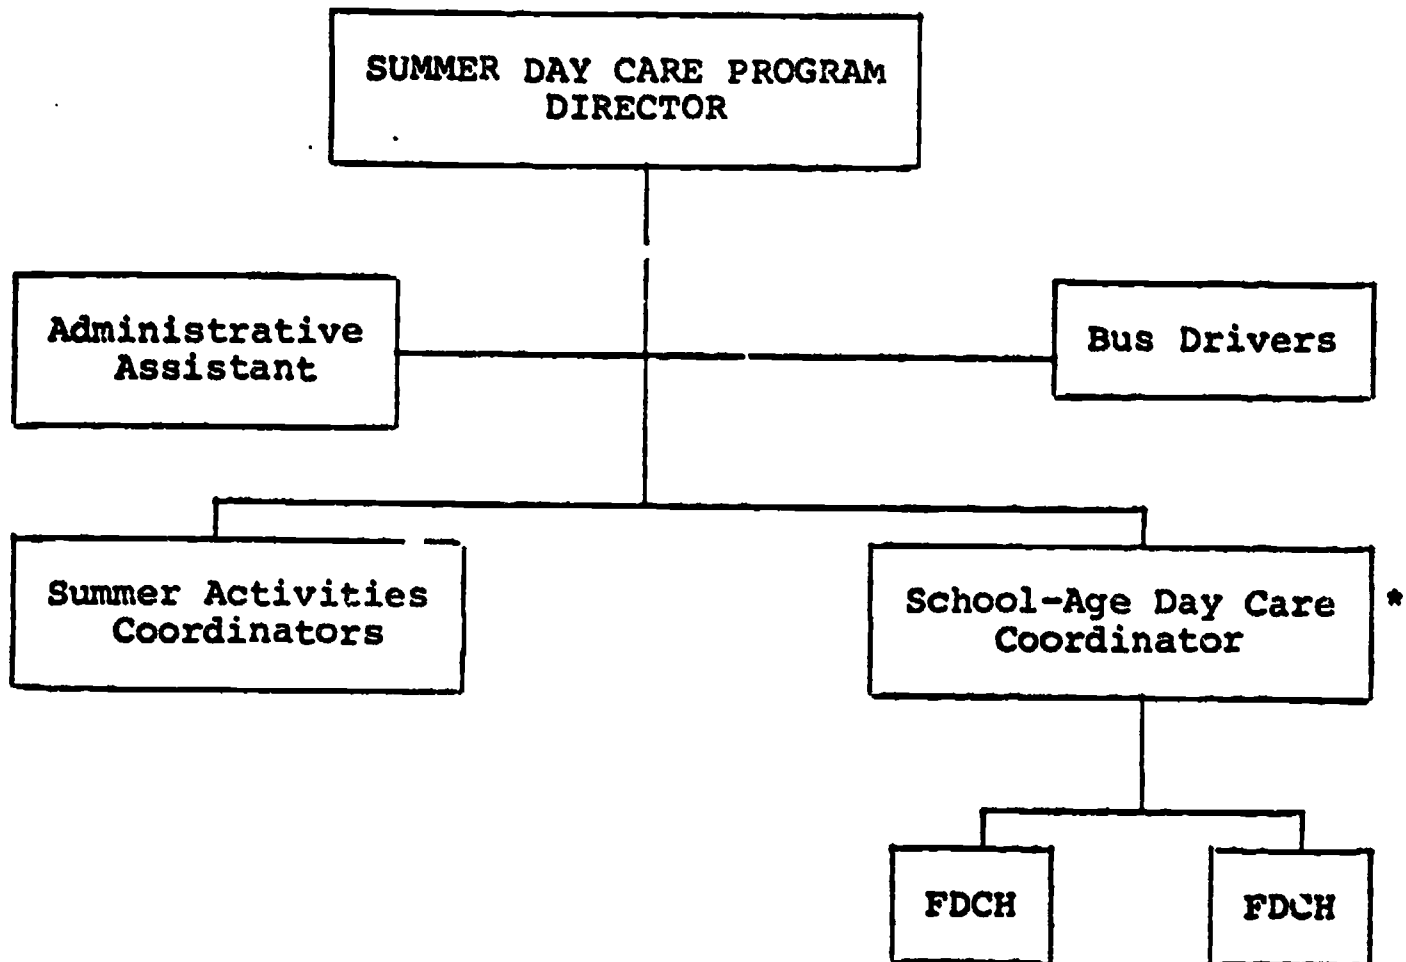 SUMMER DAY CARE PROGRAM
DIRECTOR
Administrative
Assistant
Bus Drivers
Summer Activities
Coordinators
School-Age Day Care *
Coordinator
FDCH
FDCH